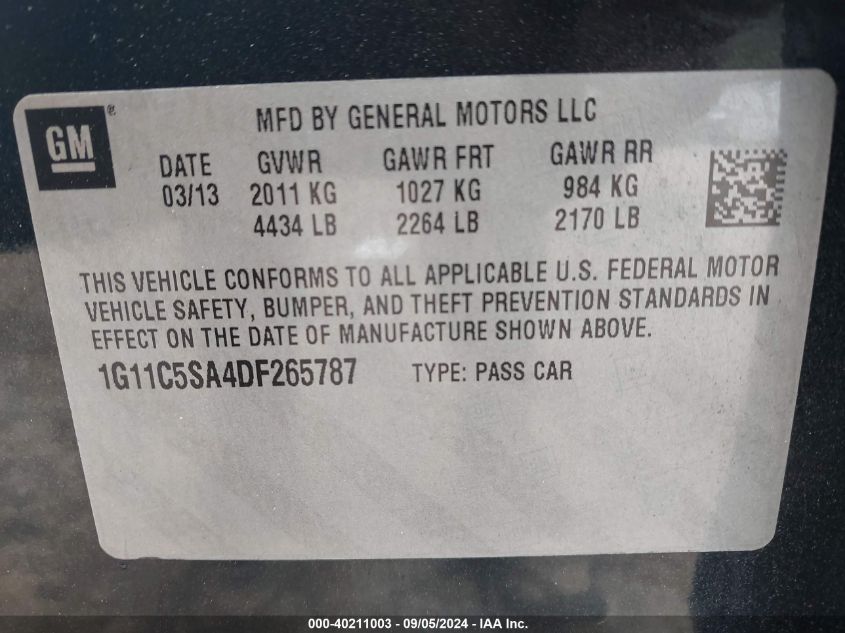 GM®
MFD BY GENERAL MOTORS LLC
DATE GVWR GAWR FRT GAWR RR
03/13 2011 KG 1027 KG 984 KG
4434 LB 2264 LB 2170 LB
THIS VEHICLE CONFORMS TO ALL APPLICABLE U.S. FEDERAL MOTOR
VEHICLE SAFETY, BUMPER, AND THEFT PREVENTION STANDARDS IN
EFFECT ON THE DATE OF MANUFACTURE SHOWN ABOVE.
1G11C5SA4DF265787 TYPE: PASS CAR
000-40211003 - 09/05/2024 - IAA Inc.